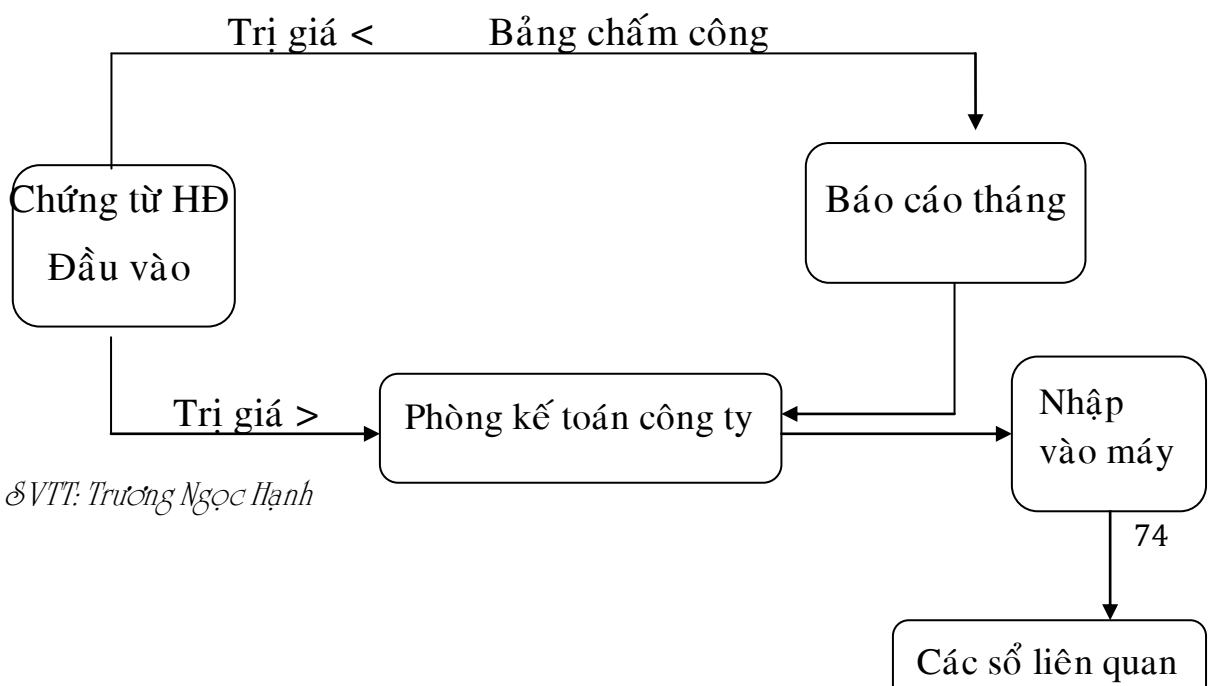 Trị giá < Bảng chấm công
Chứng từ HĐ
Đầu vào
Báo cáo tháng
Trị giá >
Phòng kế toán công ty
Nhập
vào máy
SVTT: Trương Ngọc Hạnh
74
Các sổ liên quan